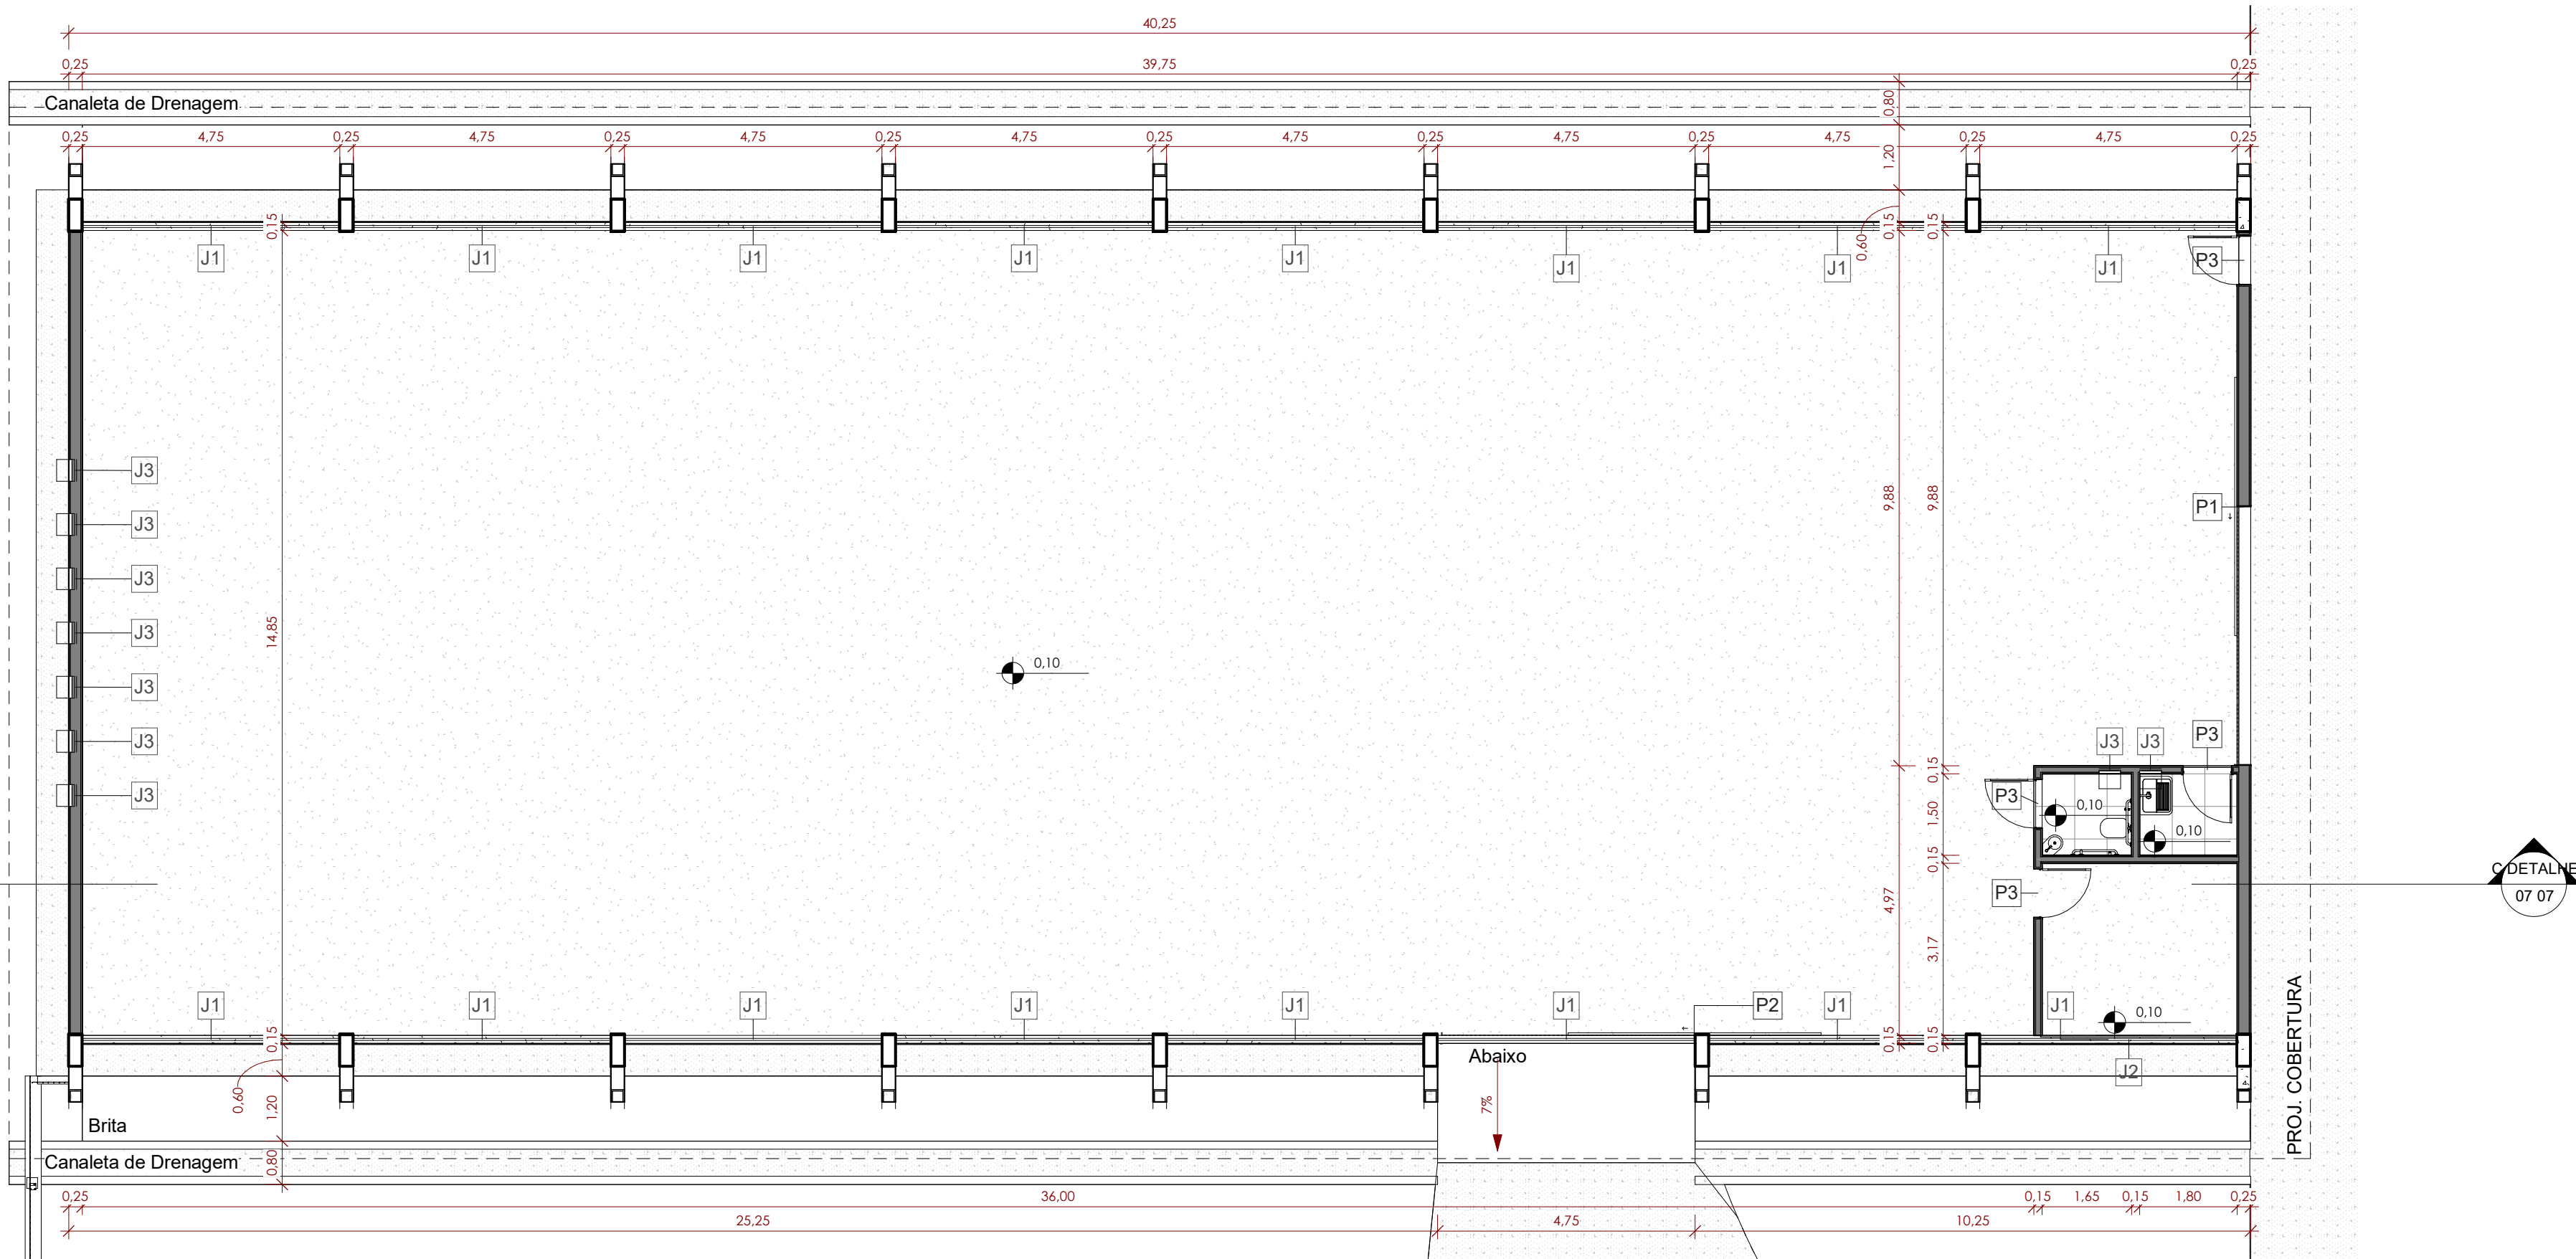 40,25
0,25 39,75 0,25
Canaleta de Drenagem
0,80
0,25 4,75 0,25 4,75 0,25 4,75 0,25 4,75 0,25 4,75 0,25 4,75 0,25 4,75 0,25 4,75 0,25
1,20
0,15 0,15 0,15
0,60
J1 J1 J1 J1 J1 J1 J1 J1 P3
J3
9,88 9,88 P1
J3
J3
14,85 J3
0,10
J3
J3 J3 J3 P3
0,15
J3 P3 0,10
1,50
0,10
0,15
C DETALHE
07 07
4,97 P3
3,17
J1 J1 J1 J1 J1 J1 P2 J1 J1 0,10
0,15 0,15 0,15
Abaixo
J2
PROJ. COBERTURA
0,60 1,20 7%
Brita
Canaleta de Drenagem
0,80
0,25 36,00 0,15 1,65 0,15 1,80 0,25
25,25 4,75 10,25